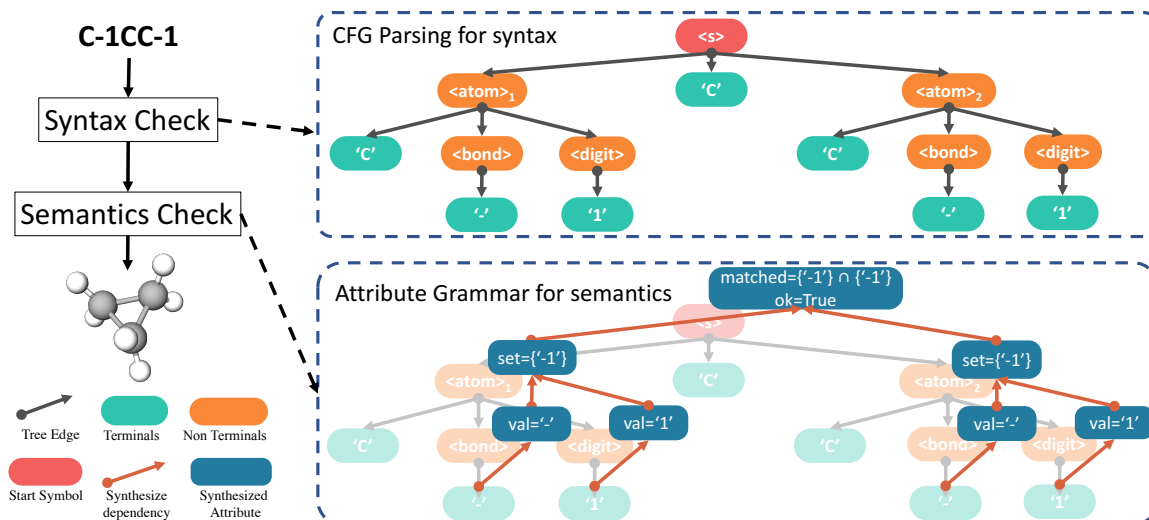 C-1CC-1
Syntax Check
Semantics Check
Tree Edge
Terminals
Non Terminals
Start Symbol
Synthesize
dependency
Synthesized
Attribute
CFG Parsing for syntax
<s>
<atom>₁
'C'
<atom>₂
'C'
<bond>
<digit>
'C'
<bond>
<digit>
'-'
'1'
'-'
'1'
Attribute Grammar for semantics
matched={'-1'} ∩ {'-1'}
ok=True
<s>
set={'-1'}
set={'-1'}
<atom>₁
'C'
<atom>₂
val='-'
val='1'
val='-'
val='1'
'C'
<bond>
<digit>
'C'
<bond>
<digit>
'-'
'1'
'-'
'1'